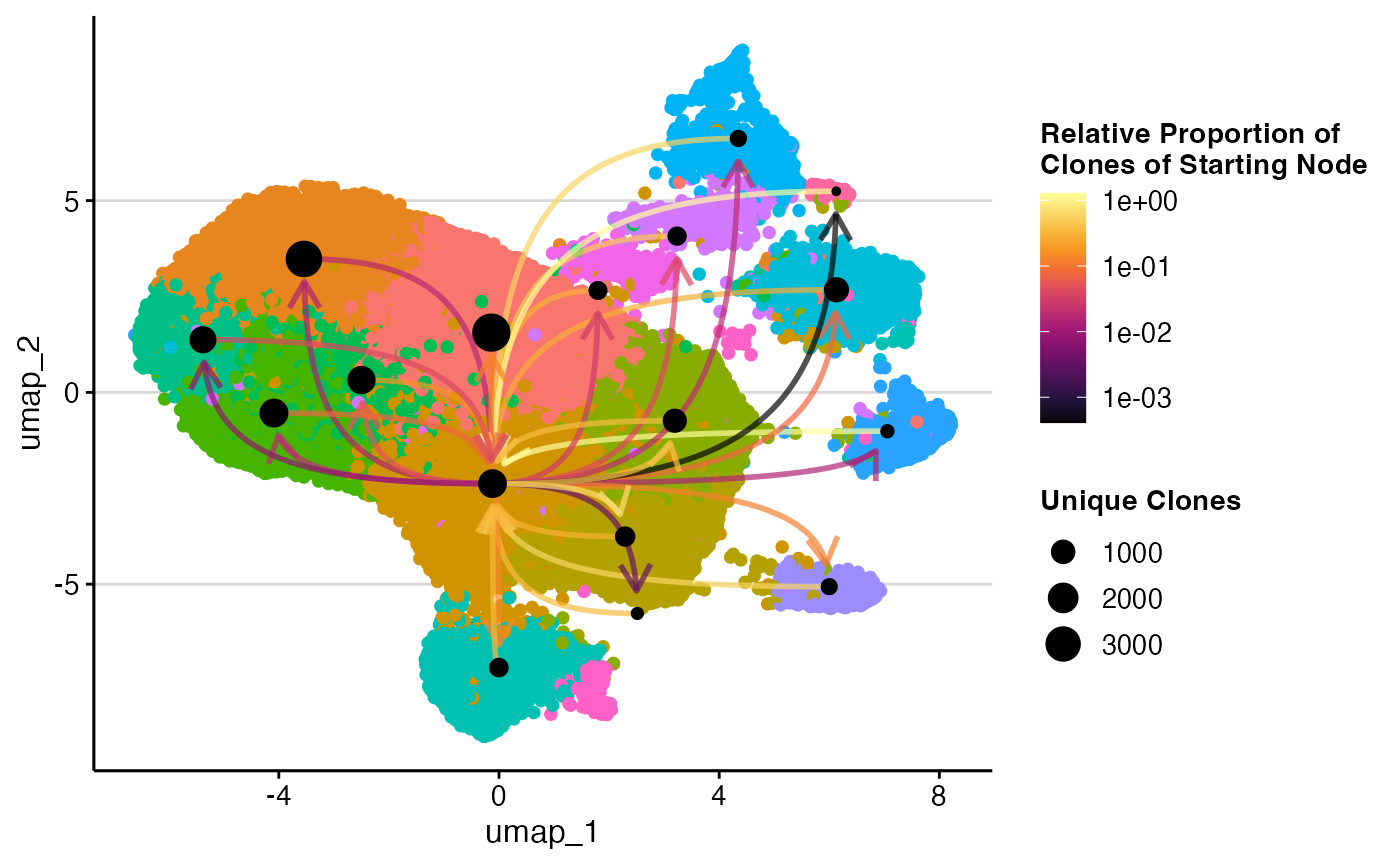 5
0
-5
umap_2
-4
0
4
8
umap_1
Relative Proportion of
Clones of Starting Node
1e+00
1e-01
1e-02
1e-03
Unique Clones
1000
2000
3000